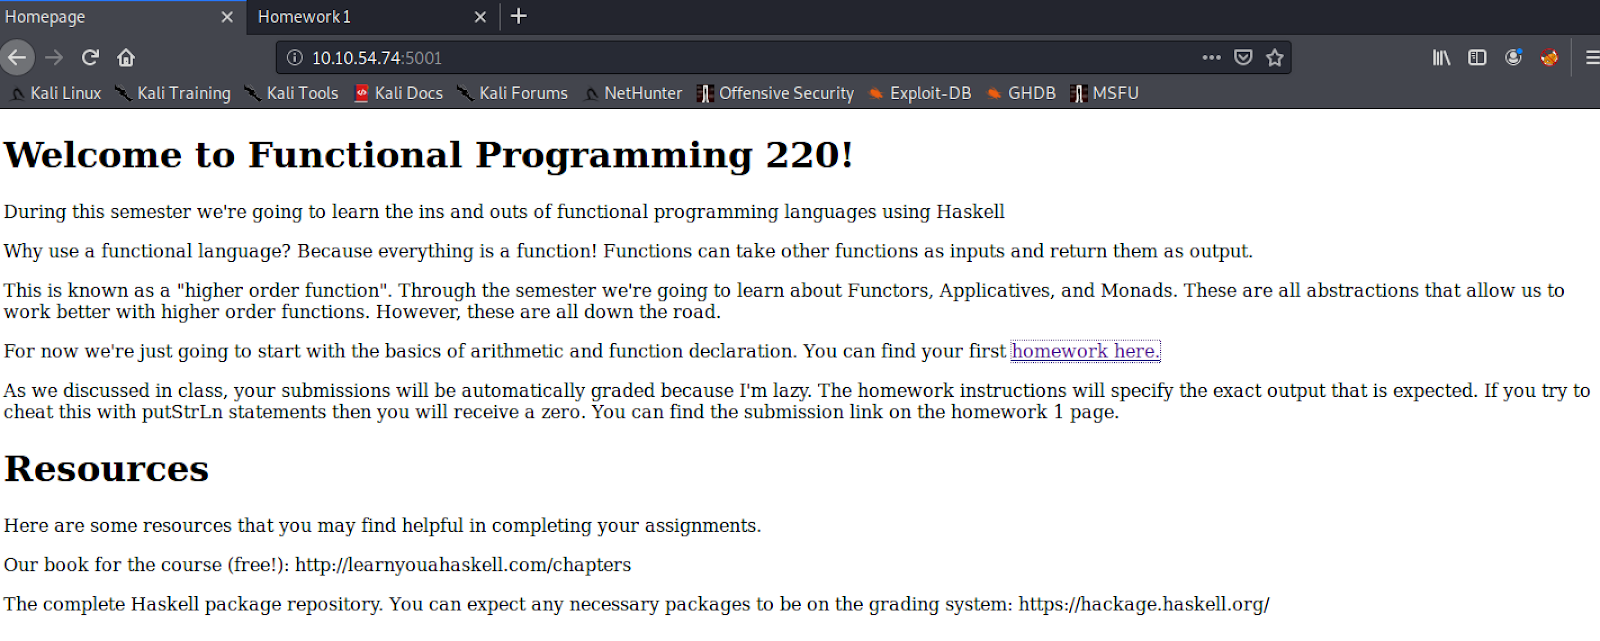 Homepage
Homework 1
10.10.54.74:5001
Kali Linux Kali Training Kali Tools Kali Docs Kali Forums NetHunter Offensive Security Exploit-DB GHDB MSFU
Welcome to Functional Programming 220!
During this semester we're going to learn the ins and outs of functional programming languages using Haskell
Why use a functional language? Because everything is a function! Functions can take other functions as inputs and return them as output.
This is known as a "higher order function". Through the semester we're going to learn about Functors, Applicatives, and Monads. These are all abstractions that allow us to
work better with higher order functions. However, these are all down the road.
For now we're just going to start with the basics of arithmetic and function declaration. You can find your first homework here.
As we discussed in class, your submissions will be automatically graded because I'm lazy. The homework instructions will specify the exact output that is expected. If you try to
cheat this with putStrLn statements then you will receive a zero. You can find the submission link on the homework 1 page.
Resources
Here are some resources that you may find helpful in completing your assignments.
Our book for the course (free!): http://learnyouahaskell.com/chapters
The complete Haskell package repository. You can expect any necessary packages to be on the grading system: https://hackage.haskell.org/